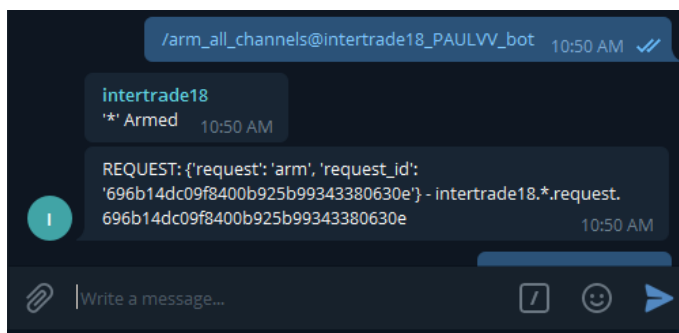 /arm_all_channels@intertrade18_PAULVV_bot 10:50 AM
intertrade18
'*' Armed 10:50 AM
REQUEST: {'request': 'arm', 'request_id':
'696b14dc09f8400b925b99343380630e'} - intertrade18.*.request.
696b14dc09f8400b925b99343380630e 10:50 AM
I
Write a message...